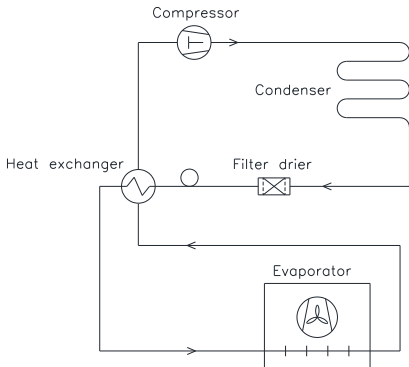 Compressor
Condenser
Heat exchanger
Filter drier
Evaporator